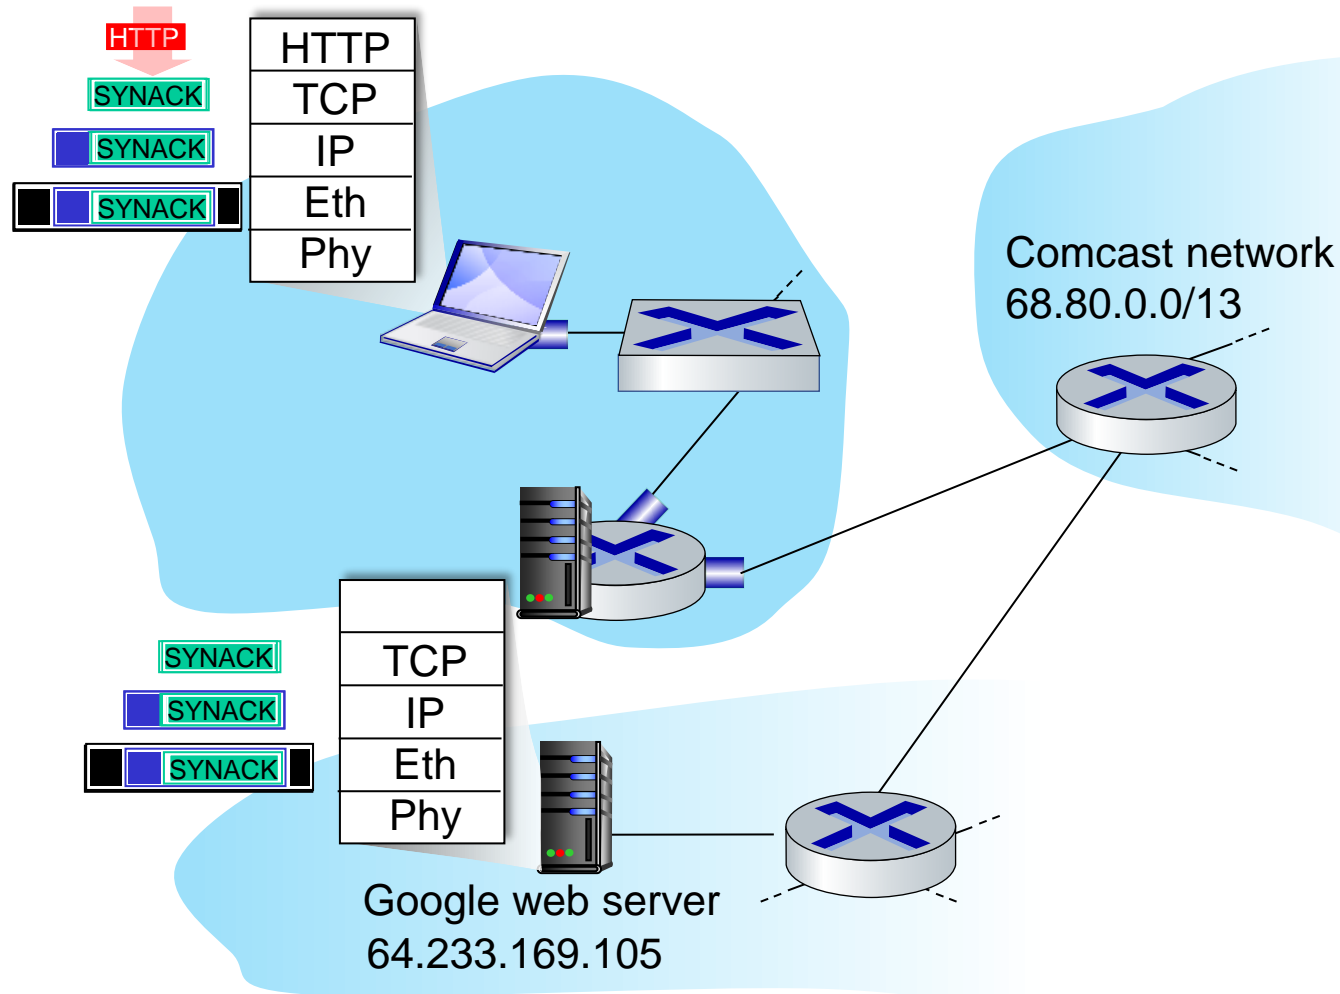 HTTP
SYNACK
SYNACK
SYNACK
HTTP
TCP
IP
Eth
Phy
Comcast network
68.80.0.0/13
SYNACK
SYNACK
SYNACK
TCP
IP
Eth
Phy
Google web server
64.233.169.105